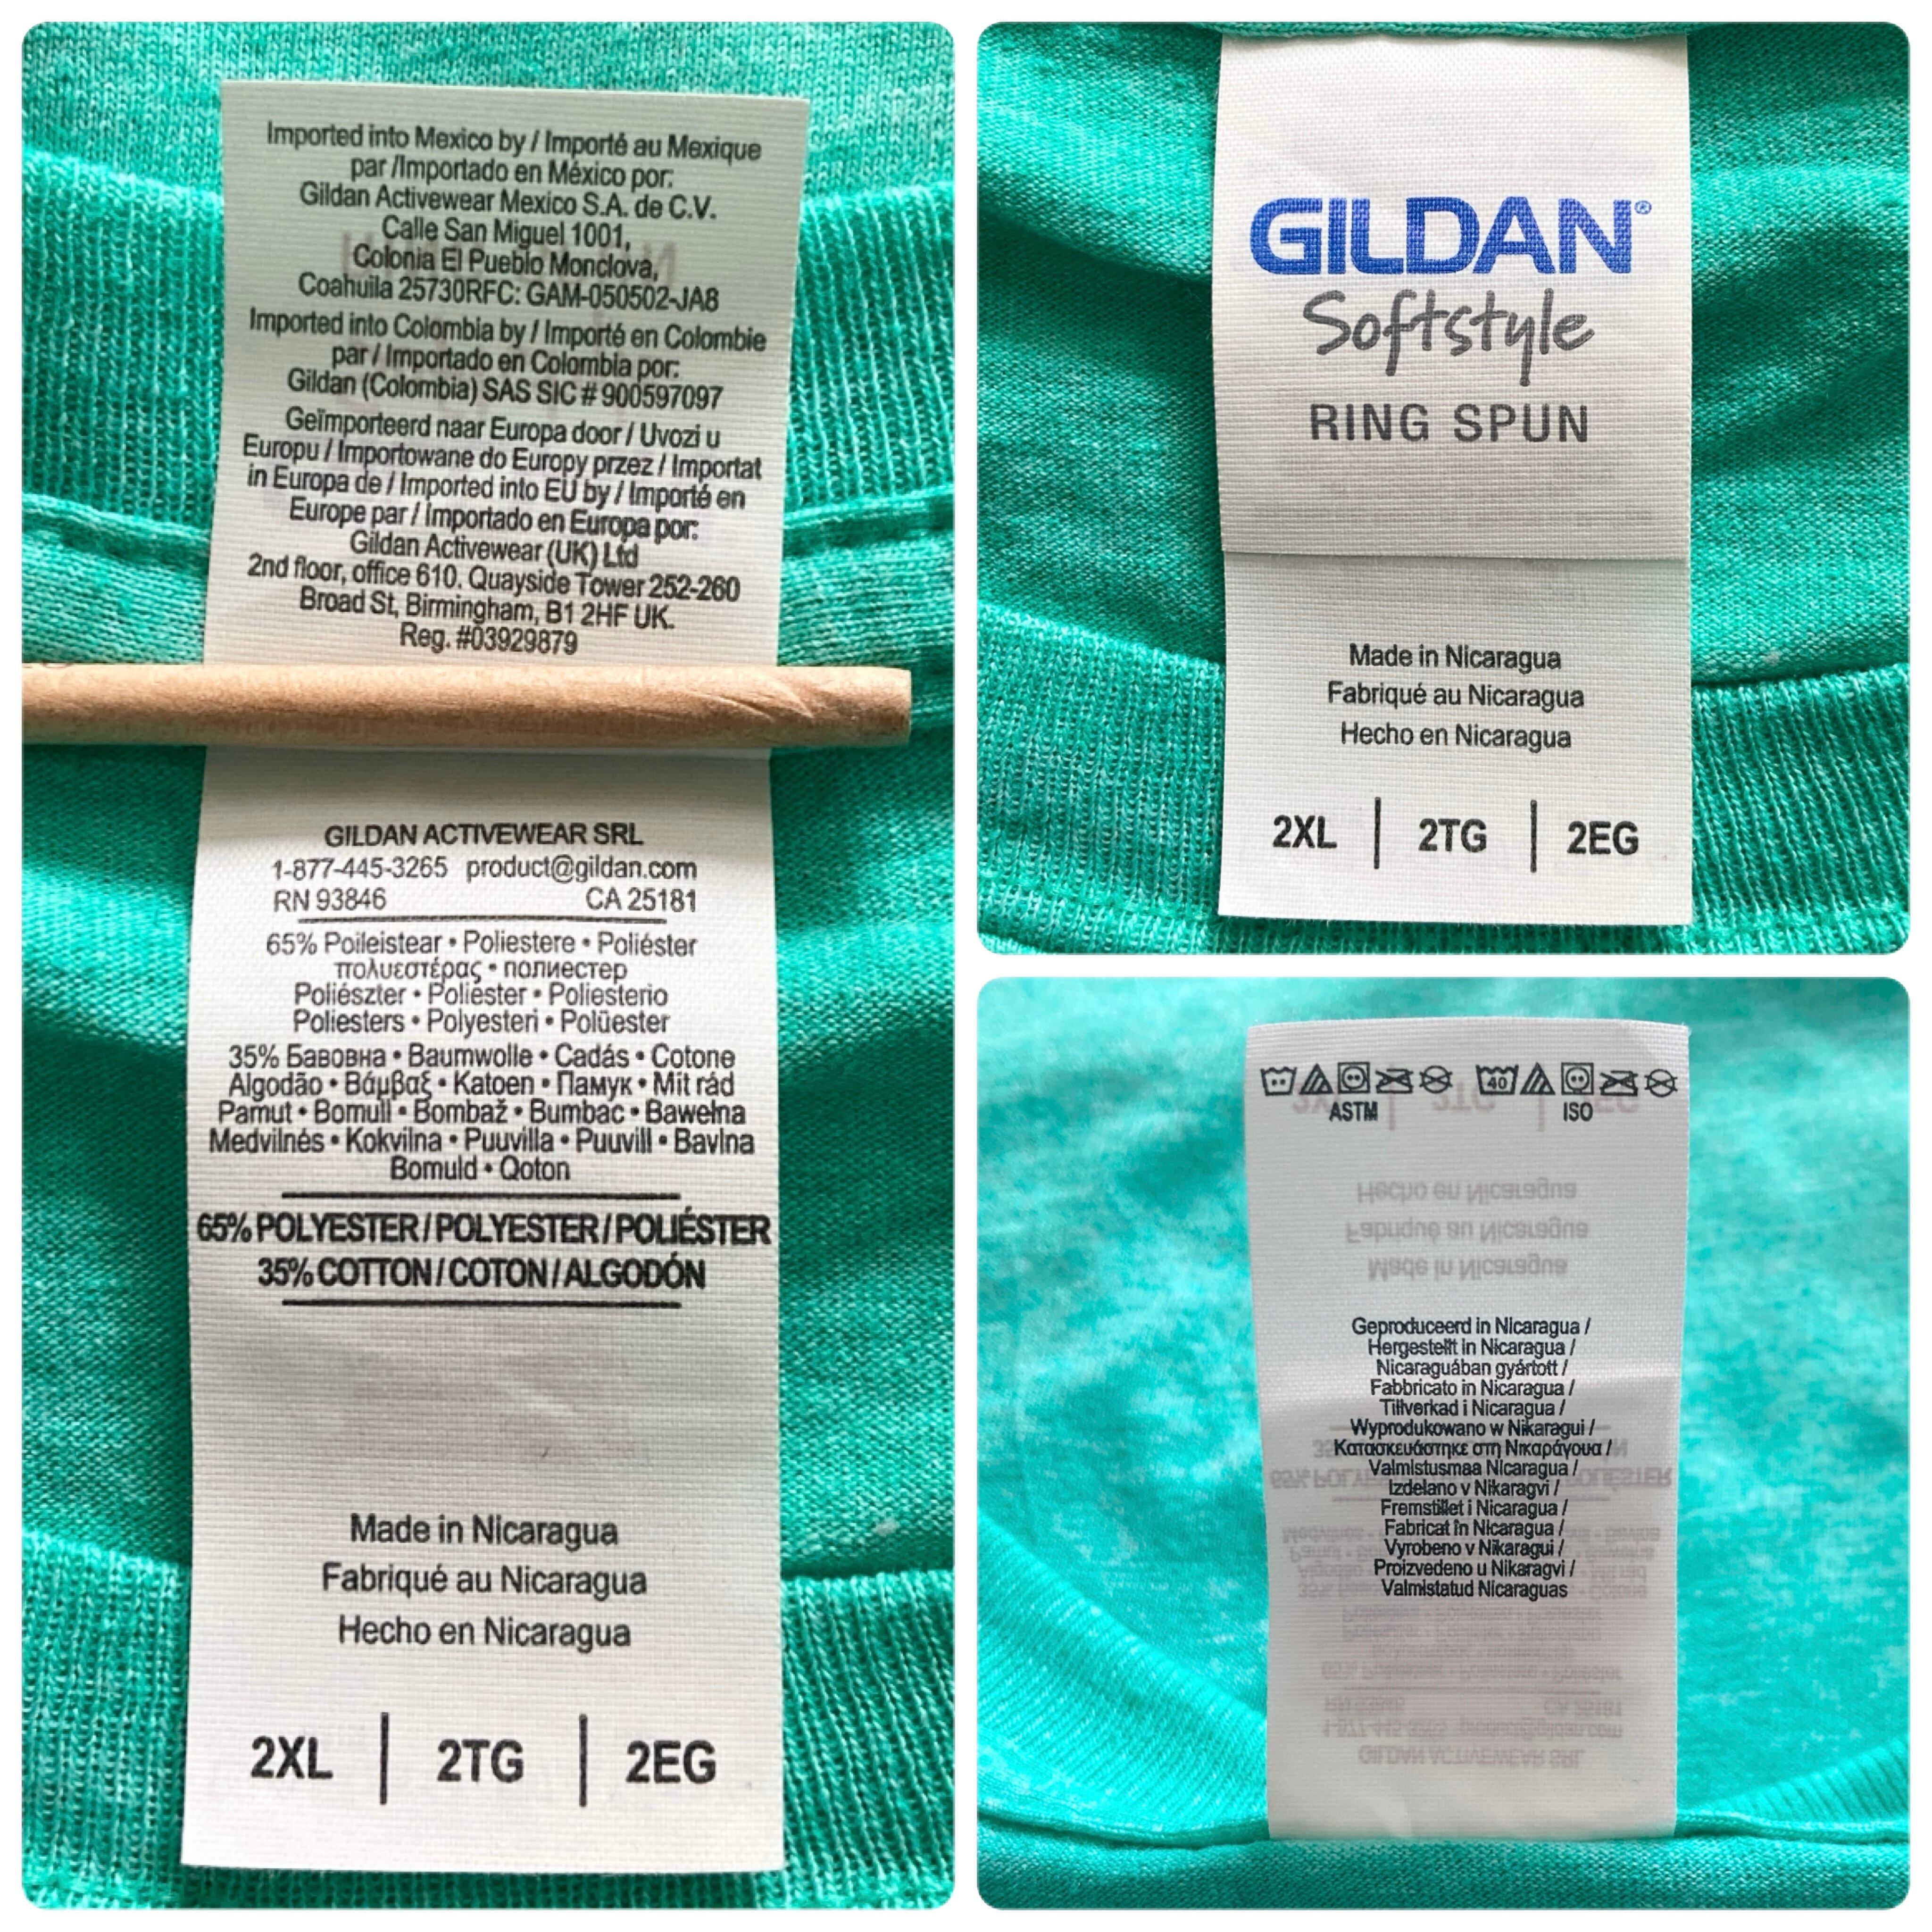 Imported into Mexico by / Importé au Mexique
par /Importado en México por:
Gildan Activewear Mexico S.A. de C.V.
Calle San Miguel 1001,
Colonia El Pueblo Monclova,
Coahuila 25730RFC: GAM-050502-JA8
Imported into Colombia by / Importé en Colombie
par / Importado en Colombia por:
Gildan (Colombia) SAS SIC # 900597097
Geïmporteerd naar Europa door / Uvozi u
Europu / Importowane do Europy przez / Importat
in Europa de / Imported into EU by / Importé en
Europe par / Importado en Europa por:
Gildan Activewear (UK) Ltd
2nd floor, office 610. Quayside Tower 252-260
Broad St, Birmingham, B1 2HF UK.
Reg. #03929879
GILDAN ACTIVEWEAR SRL
1-877-445-3265 product@gildan.com
RN 93846 CA 25181
65% Poileistear • Poliestere • Poliéster
πολυεστέρας • полиестер
Poliészter • Poliester • Poliesterio
Poliesters • Polyesteri • Polüester
35% Бавовна • Baumwolle • Cadás • Cotone
Algodão • Βάμβαξ • Katoen • Памук • Mit rád
Pamut • Bomull • Bombaž • Bumbac • Bawełna
Medvilnés • Kokvilna • Puuvilla • Puuvill • Bavlna
Bomuld • Qoton
65% POLYESTER / POLYESTER / POLIÉSTER
35% COTTON / COTON / ALGODÓN
Made in Nicaragua
Fabriqué au Nicaragua
Hecho en Nicaragua
2XL | 2TG | 2EG
GILDAN®
Softstyle
RING SPUN
Made in Nicaragua
Fabriqué au Nicaragua
Hecho en Nicaragua
2XL | 2TG | 2EG
40
ASTM ISO
Geproduceerd in Nicaragua /
Hergestellt in Nicaragua /
Nicaraguában gyártott /
Fabbricato in Nicaragua /
Tillverkad i Nicaragua /
Wyprodukowano w Nikaragui /
Κατασκευάστηκε στη Νικαράγουα /
Valmistusmaa Nicaragua /
Izdelano v Nikaragvi /
Fremstillet i Nicaragua /
Fabricat în Nicaragua /
Vyrobeno v Nikaragui /
Proizvedeno u Nikaragvi /
Valmistatud Nicaraguas